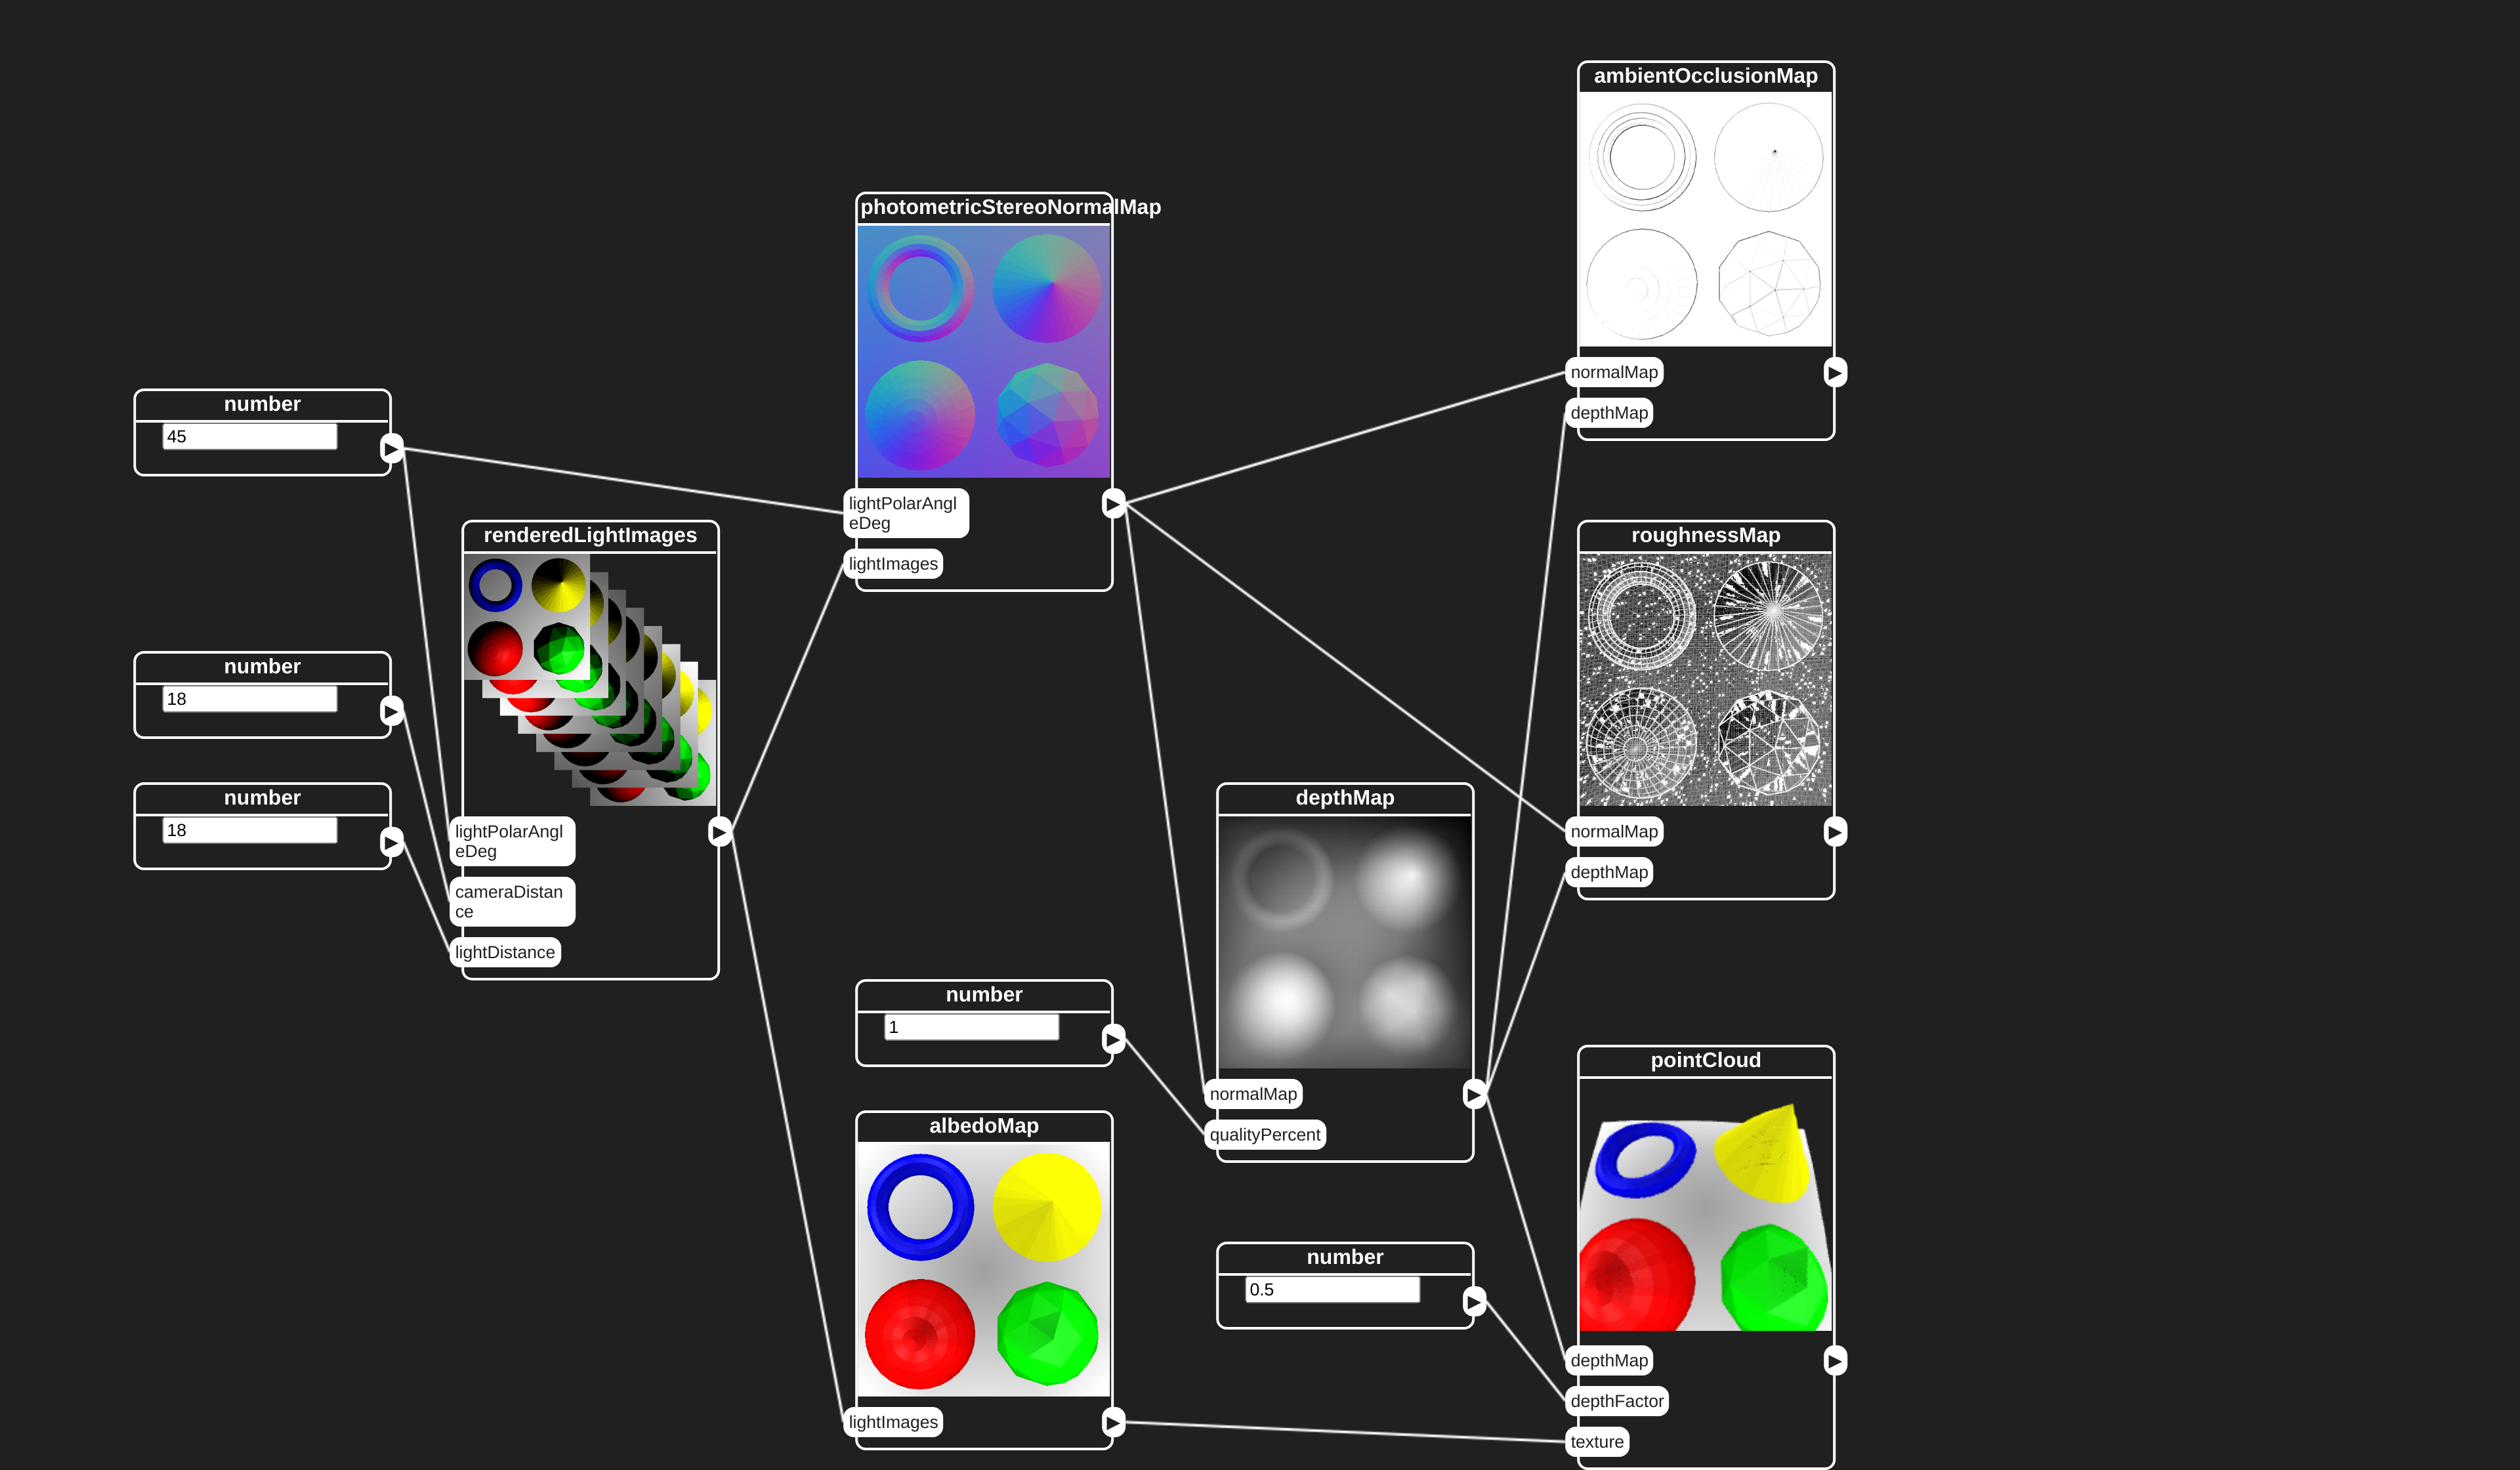 number
45
number
18
number
18
renderedLightImages
lightPolarAngl
eDeg
cameraDistan
ce
lightDistance
photometricStereoNormalMap
lightPolarAngl
eDeg
lightImages
number
1
albedoMap
lightImages
depthMap
normalMap
qualityPercent
number
0.5
ambientOcclusionMap
normalMap
depthMap
roughnessMap
normalMap
depthMap
pointCloud
depthMap
depthFactor
texture